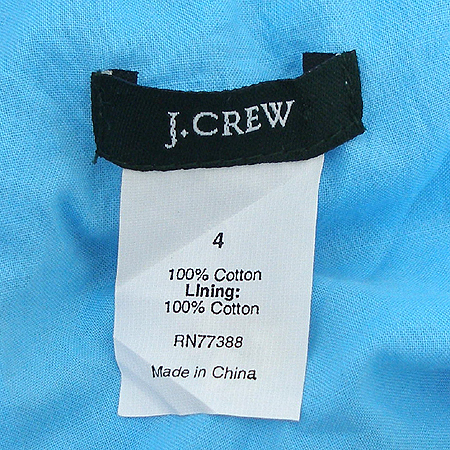 J.CREW
4
100% Cotton
Lining:
100% Cotton
RN77388
Made in China